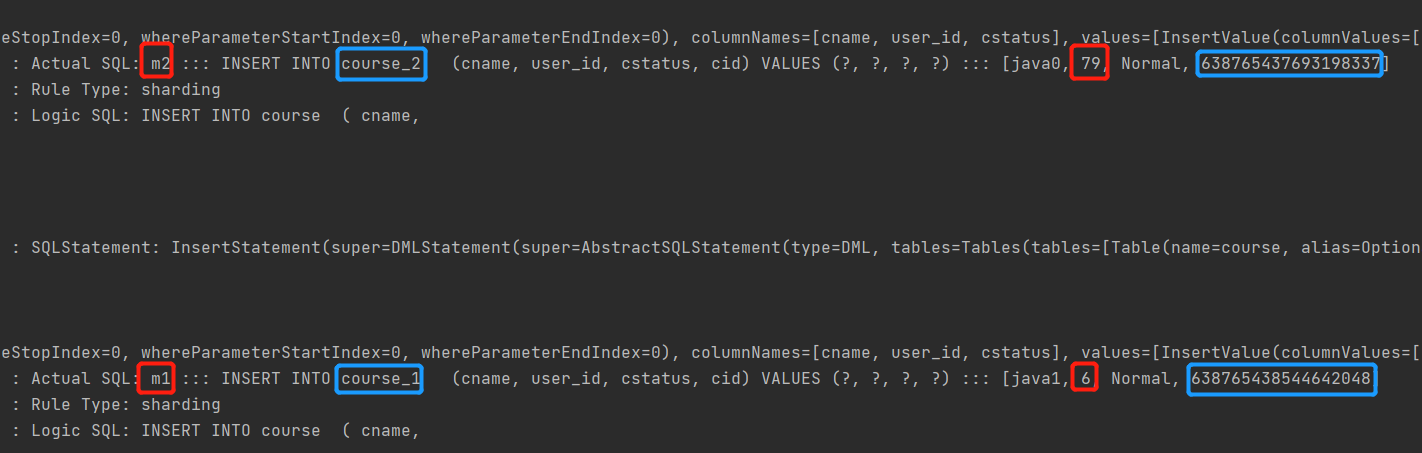 eStopIndex=0, whereParameterStartIndex=0, whereParameterEndIndex=0), columnNames=[cname, user_id, cstatus], values=[InsertValue(columnValues=[
: Actual SQL: m2 ::: INSERT INTO course_2 (cname, user_id, cstatus, cid) VALUES (?, ?, ?, ?) ::: [java0, 79, Normal, 638765437693198337]
: Rule Type: sharding
: Logic SQL: INSERT INTO course ( cname,
: SQLStatement: InsertStatement(super=DMLStatement(super=AbstractSQLStatement(type=DML, tables=Tables(tables=[Table(name=course, alias=Option
eStopIndex=0, whereParameterStartIndex=0, whereParameterEndIndex=0), columnNames=[cname, user_id, cstatus], values=[InsertValue(columnValues=[
: Actual SQL: m1 ::: INSERT INTO course_1 (cname, user_id, cstatus, cid) VALUES (?, ?, ?, ?) ::: [java1, 6, Normal, 638765438544642048
: Rule Type: sharding
: Logic SQL: INSERT INTO course ( cname,